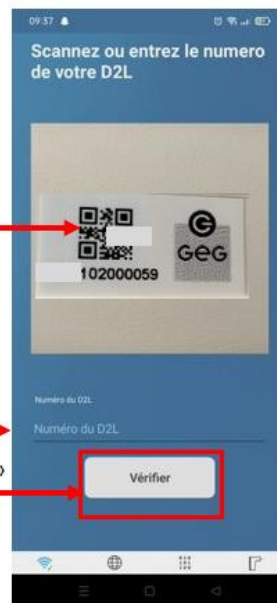 09:37
Scannez ou entrez le numero
de votre D2L
GEG
102000059
Numéro du D2L
Numéro du D2L
»
Vérifier